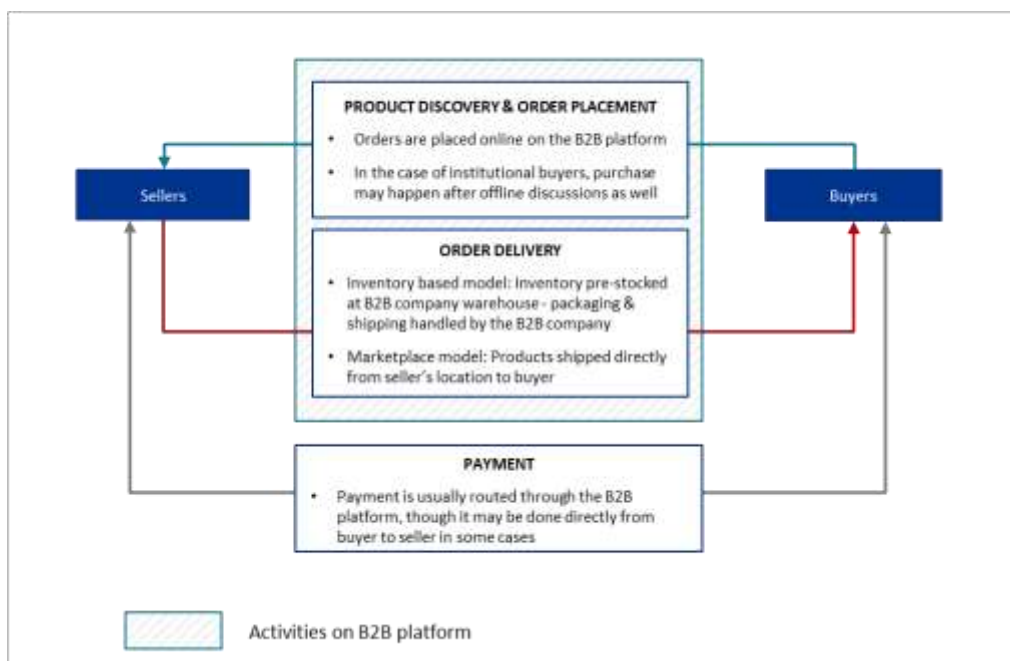 PRODUCT DISCOVERY & ORDER PLACEMENT
• Orders are placed online on the B2B platform
• In the case of institutional buyers, purchase
may happen after offline discussions as well
Sellers
Buyers
ORDER DELIVERY
• Inventory based model: Inventory pre-stocked
at B2B company warehouse - packaging &
shipping handled by the B2B company
• Marketplace model: Products shipped directly
from seller's location to buyer
PAYMENT
• Payment is usually routed through the B2B
platform, though it may be done directly from
buyer to seller in some cases
Activities on B2B platform